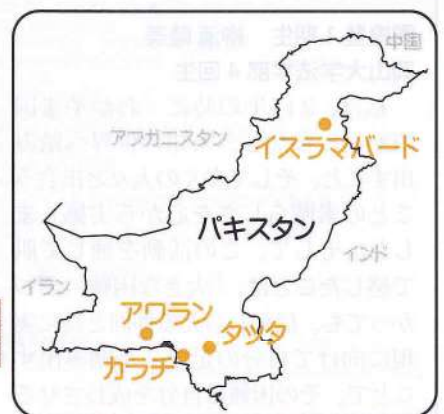 中国
アフガニスタン
イスラマバード
パキスタン
インド
イラン
アワラン
タッタ
カラチ